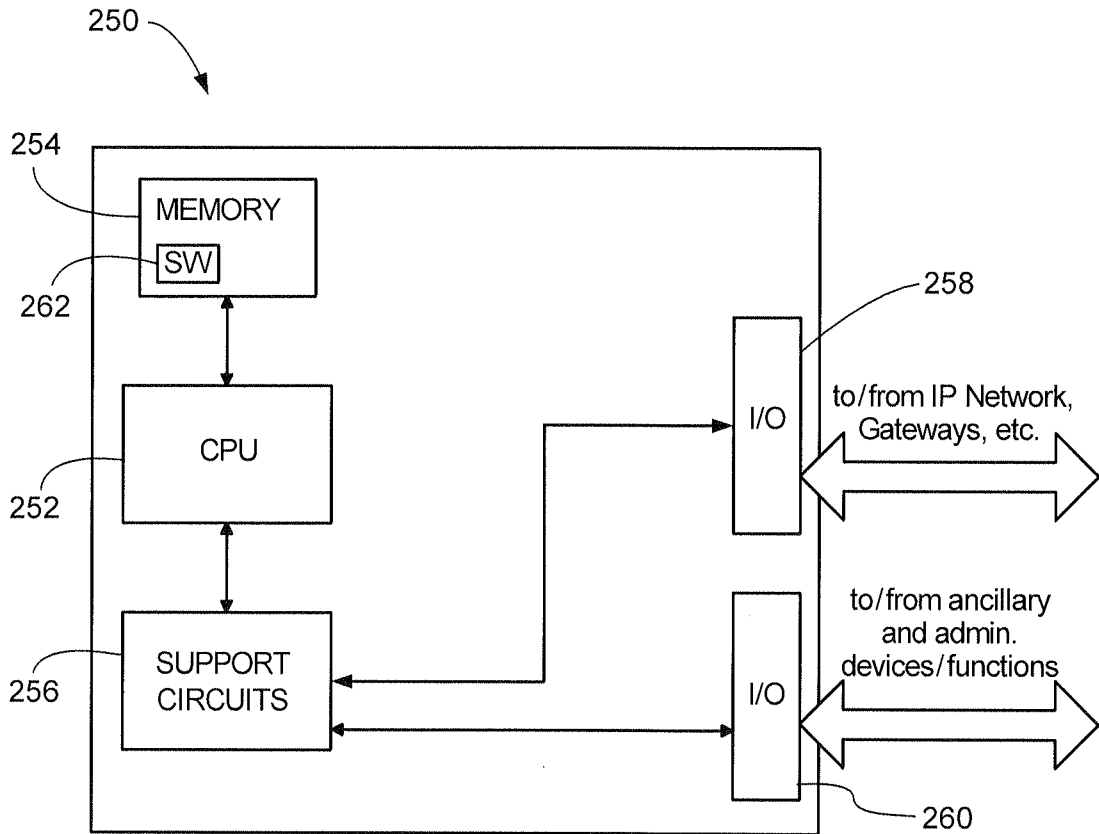 250
254
MEMORY
SW
262
258
I/O
to/from IP Network,
Gateways, etc.
CPU
252
to/from ancillary
and admin.
devices/functions
SUPPORT
CIRCUITS
256
I/O
260